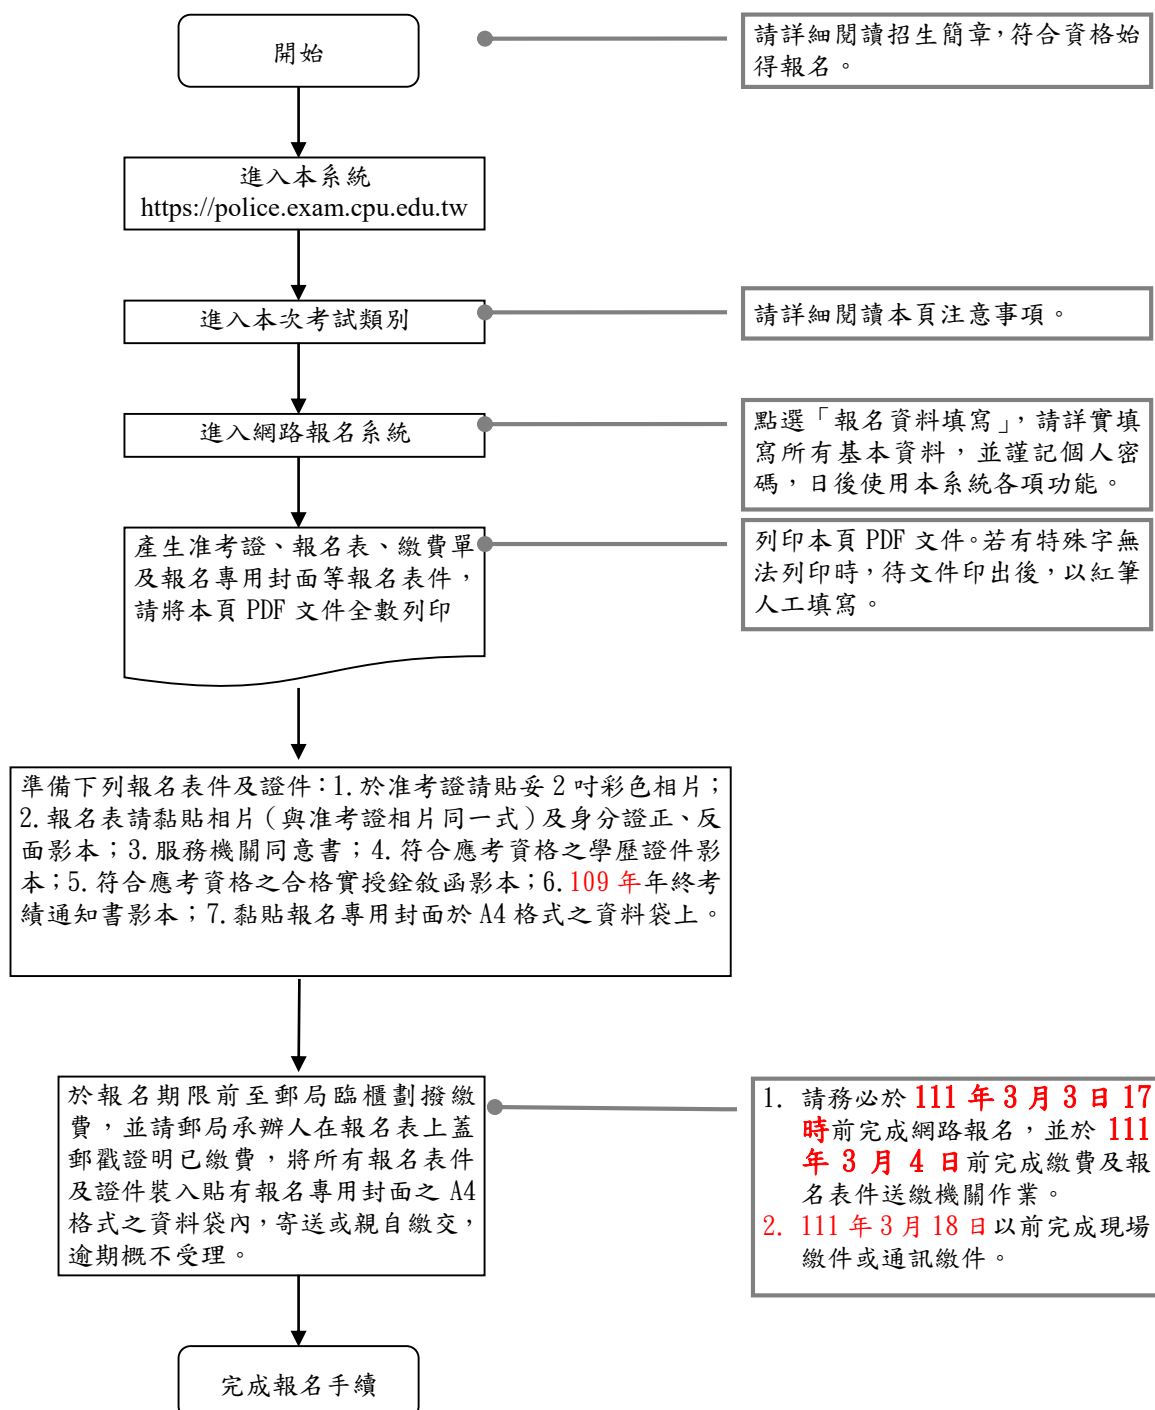 開始
請詳細閱讀招生簡章，符合資格始
得報名。
進入本系統
https://police.exam.cpu.edu.tw
進入本次考試類別
請詳細閱讀本頁注意事項。
進入網路報名系統
點選「報名資料填寫」，請詳實填
寫所有基本資料，並謹記個人密
碼，日後使用本系統各項功能。
產生准考證、報名表、繳費單
及報名專用封面等報名表件，
請將本頁 PDF 文件全數列印
列印本頁 PDF 文件。若有特殊字無
法列印時，待文件印出後，以紅筆
人工填寫。
準備下列報名表件及證件：1.於准考證請貼妥 2 吋彩色相片；
2.報名表請黏貼相片（與准考證相片同一式）及身分證正、反
面影本；3.服務機關同意書；4.符合應考資格之學歷證件影
本；5.符合應考資格之合格實授銓敘函影本；6.109 年年終考
績通知書影本；7.黏貼報名專用封面於 A4 格式之資料袋上。
於報名期限前至郵局臨櫃劃撥繳
費，並請郵局承辦人在報名表上蓋
郵戳證明已繳費，將所有報名表件
及證件裝入貼有報名專用封面之 A4
格式之資料袋內，寄送或親自繳交，
逾期概不受理。
1. 請務必於 111 年 3 月 3 日 17
時前完成網路報名，並於 111
年 3 月 4 日前完成繳費及報
名表件送繳機關作業。
2. 111 年 3 月 18 日以前完成現場
繳件或通訊繳件。
完成報名手續